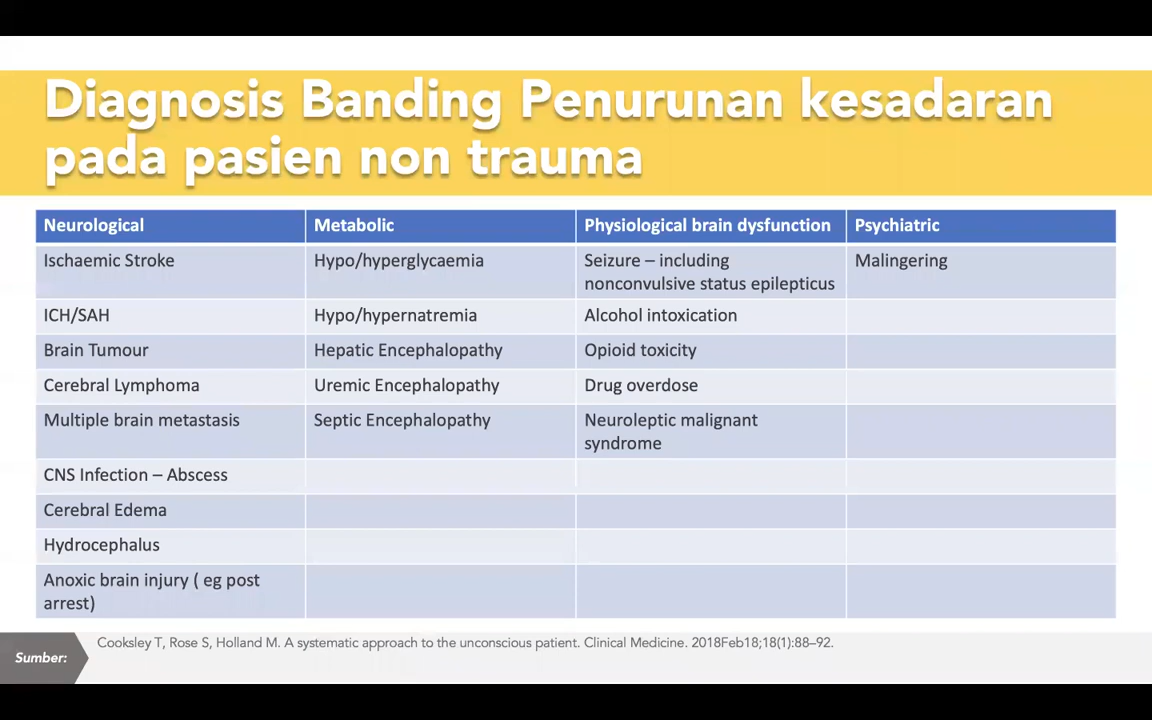 Diagnosis Banding Penurunan kesadaran
pada pasien non trauma
Neurological
Metabolic
Physiological brain dysfunction
Psychiatric
Ischaemic Stroke
Hypo/hyperglycaemia
Seizure – including
nonconvulsive status epilepticus
Malingering
ICH/SAH
Hypo/hypernatremia
Alcohol intoxication
Brain Tumour
Hepatic Encephalopathy
Opioid toxicity
Cerebral Lymphoma
Uremic Encephalopathy
Drug overdose
Multiple brain metastasis
Septic Encephalopathy
Neuroleptic malignant
syndrome
CNS Infection – Abscess
Cerebral Edema
Hydrocephalus
Anoxic brain injury ( eg post
arrest)
Sumber:
Cooksley T, Rose S, Holland M. A systematic approach to the unconscious patient. Clinical Medicine. 2018Feb18;18(1):88–92.